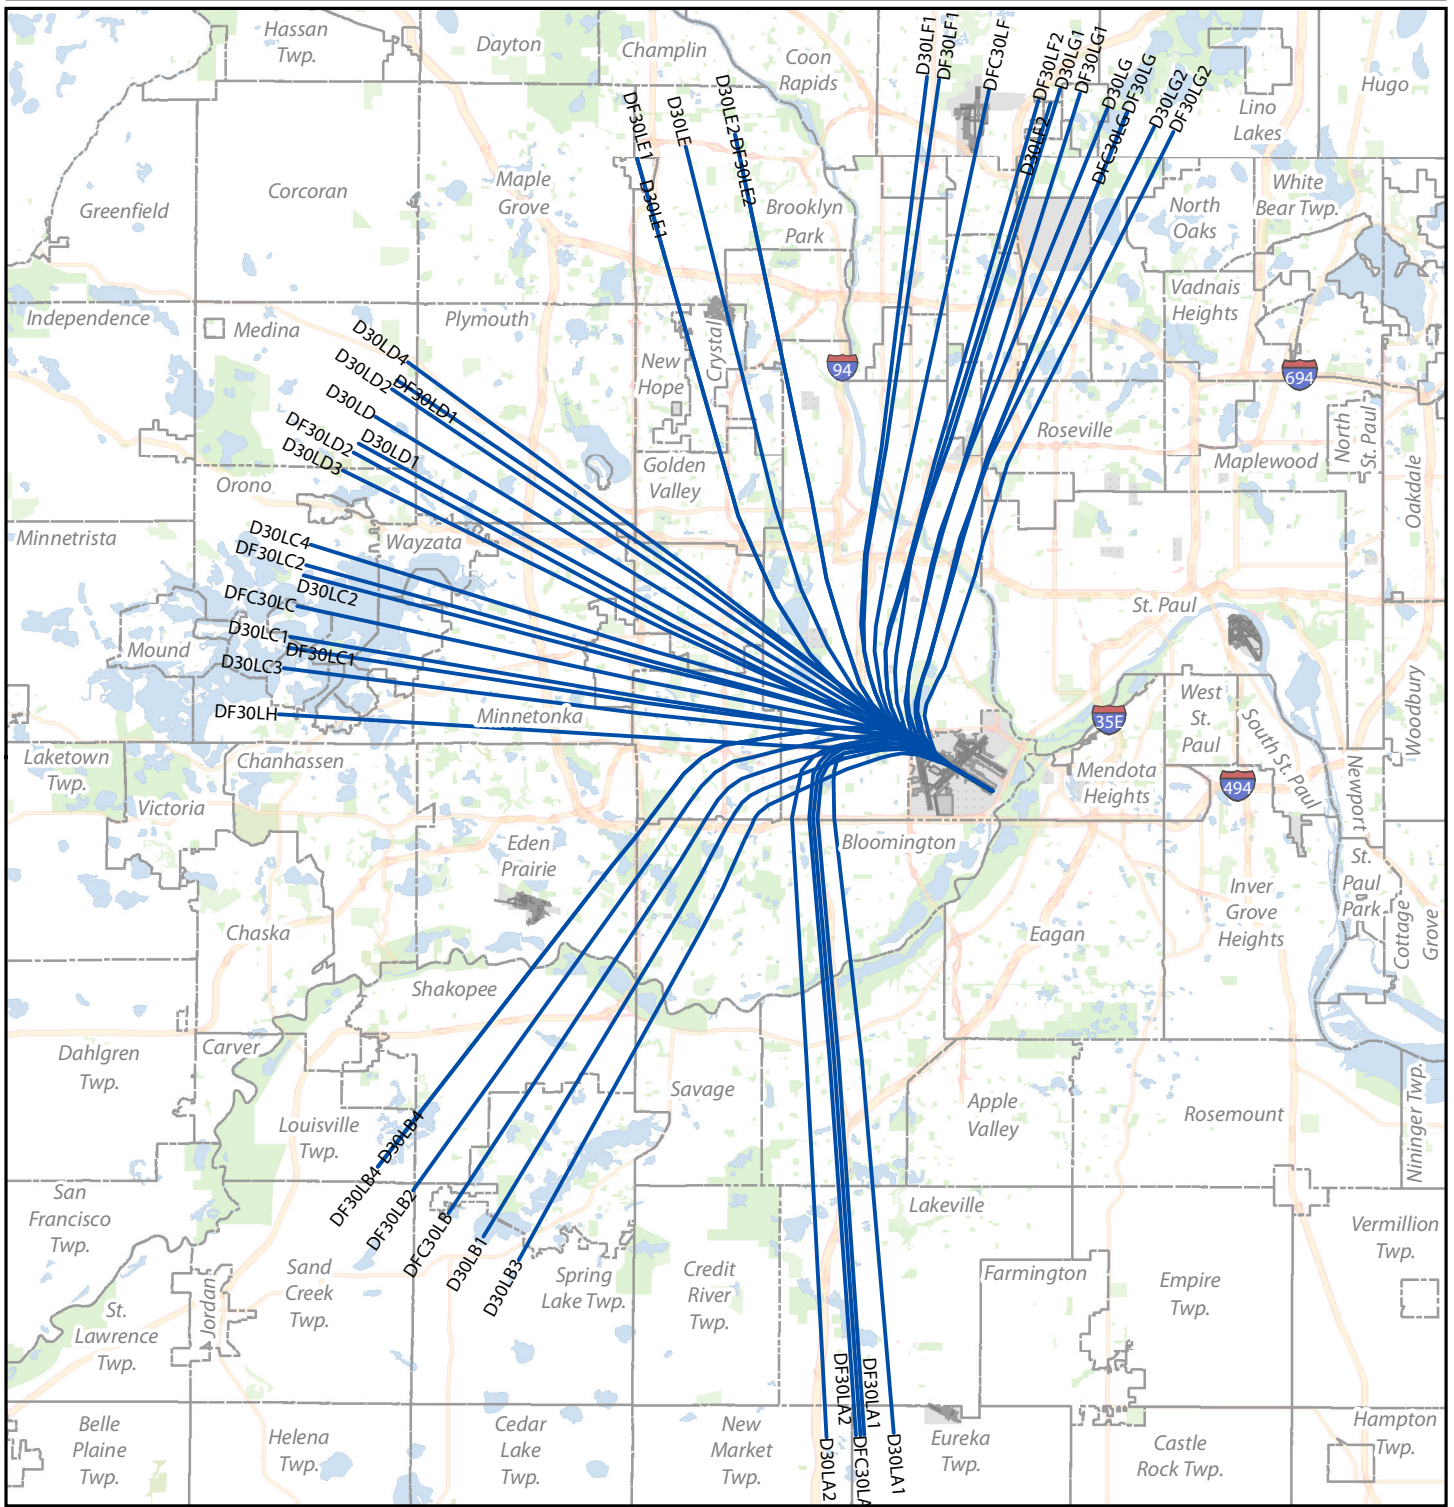 Hassan
Twp.
Dayton
Champlin
Coon
Rapids
D30LF1
DF30LF1
DFC30LF
DF30LF2
D30LG1
DF30LG1
D30LG
DF30LG
D30LG2
DF30LG2
Hugo
Lino
Lakes
DF30LE1
D30LE
D30LE2
DF30LE2
D30LE1
D30LF2
DFC30LG
Greenfield
Corcoran
Maple
Grove
Brooklyn
Park
North
Oaks
White
Bear Twp.
Independence
Medina
Plymouth
New
Hope
Crystal
94
Vadnais
Heights
694
D30LD4
D30LD2
DF30LD1
D30LD
DF30LD2
D30LD1
D30LD3
Orono
Golden
Valley
Roseville
Maplewood
North
St. Paul
Oakdale
Minnetrista
Wayzata
D30LC4
DF30LC2
D30LC2
DFC30LC
D30LC1
DF30LC1
D30LC3
DF30LH
Mound
Minnetonka
St. Paul
West
St.
Paul
South St. Paul
35E
Woodbury
Laketown
Twp.
Chanhassen
Victoria
Mendota
Heights
494
Newport
Eden
Prairie
Bloomington
St.
Paul
Park
Cottage
Grove
Chaska
Eagan
Inver
Grove
Heights
Shakopee
Dahlgren
Twp.
Carver
Savage
Apple
Valley
Rosemount
Nininger Twp.
Louisville
Twp.
D30LB4
DF30LB4
DF30LB2
DFC30LB
D30LB1
D30LB3
San
Francisco
Twp.
Lakeville
Vermillion
Twp.
Sand
Creek
Twp.
Spring
Lake Twp.
Credit
River
Twp.
Farmington
Empire
Twp.
St.
Lawrence
Twp.
Jordan
DF30LA2
DF30LA1
D30LA2
DFC30LA
D30LA1
Belle
Plaine
Twp.
Helena
Twp.
Cedar
Lake
Twp.
New
Market
Twp.
Eureka
Twp.
Castle
Rock Twp.
Hampton
Twp.